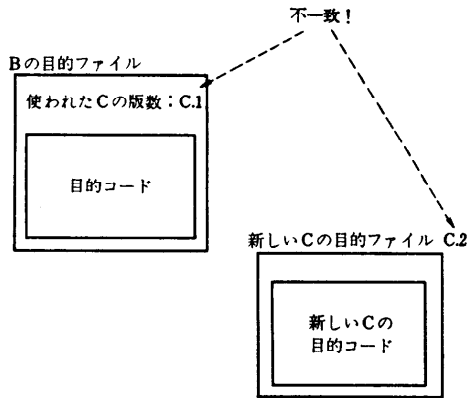 不一致!
Bの目的ファイル
使われたCの版数;C.1
目的コード
新しいCの目的ファイル C.2
新しいCの
目的コード